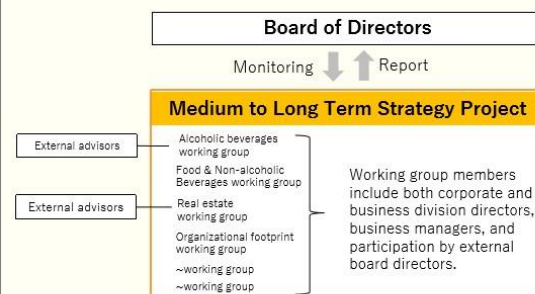 Board of Directors
Monitoring
Report
Medium to Long Term Strategy Project
External advisors
Alcoholic beverages
working group
Food & Non-alcoholic
Beverages working group
External advisors
Real estate
working group
Organizational footprint
working group
~working group
~working group
Working group members
include both corporate and
business division directors,
business managers, and
participation by external
board directors.